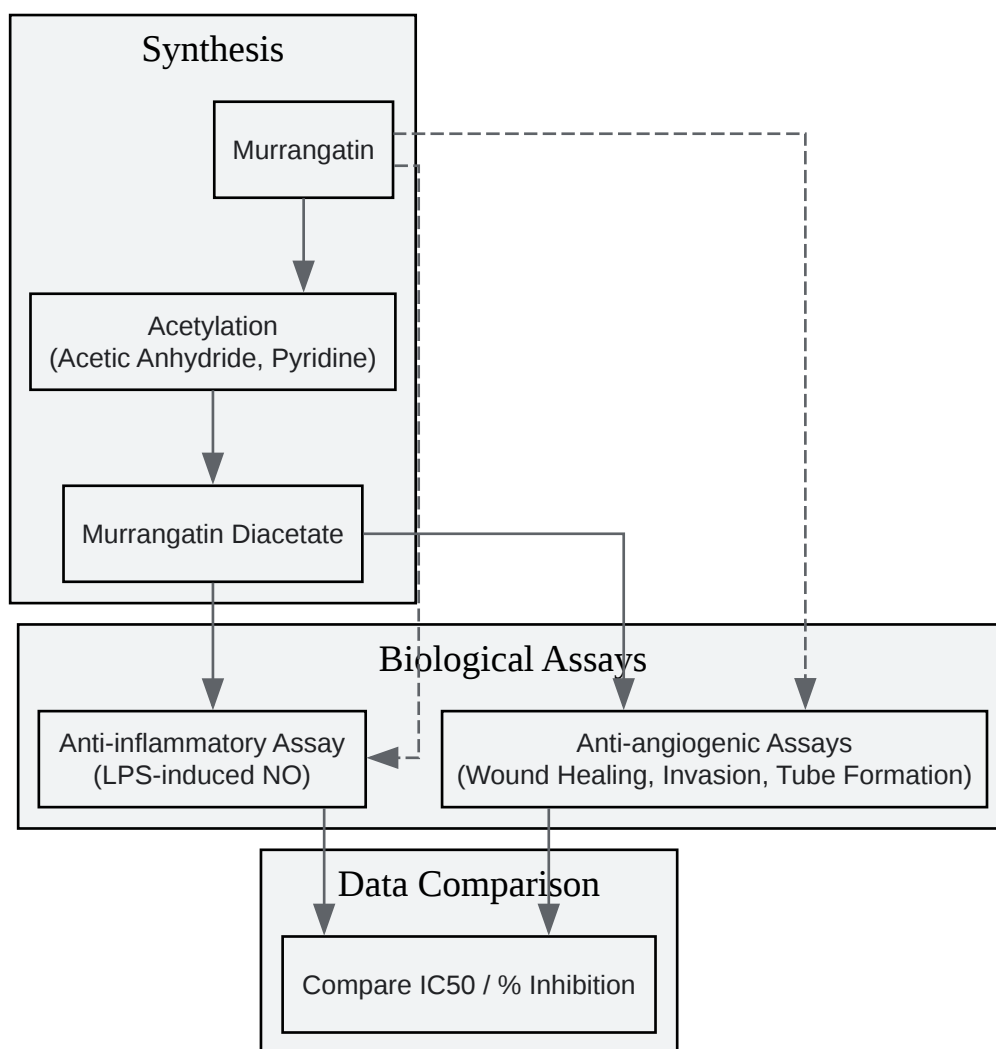 Synthesis
Murrangatin
Acetylation
(Acetic Anhydride, Pyridine)
Murrangatin Diacetate
Biological Assays
Anti-inflammatory Assay
(LPS-induced NO)
Anti-angiogenic Assays
(Wound Healing, Invasion, Tube Formation)
Data Comparison
Compare IC50 / % Inhibition